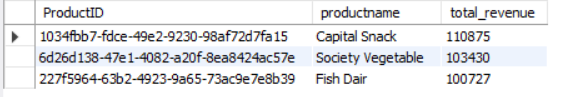 ProductID productname total_revenue
1034fbb7-fdce-49e2-9230-98af72d7fa15 Capital Snack 110875
6d26d138-47e1-4082-a20f-8ea8424ac57e Society Vegetable 103430
227f5964-63b2-4923-9a65-73ac9e7e8b39 Fish Dair 100727